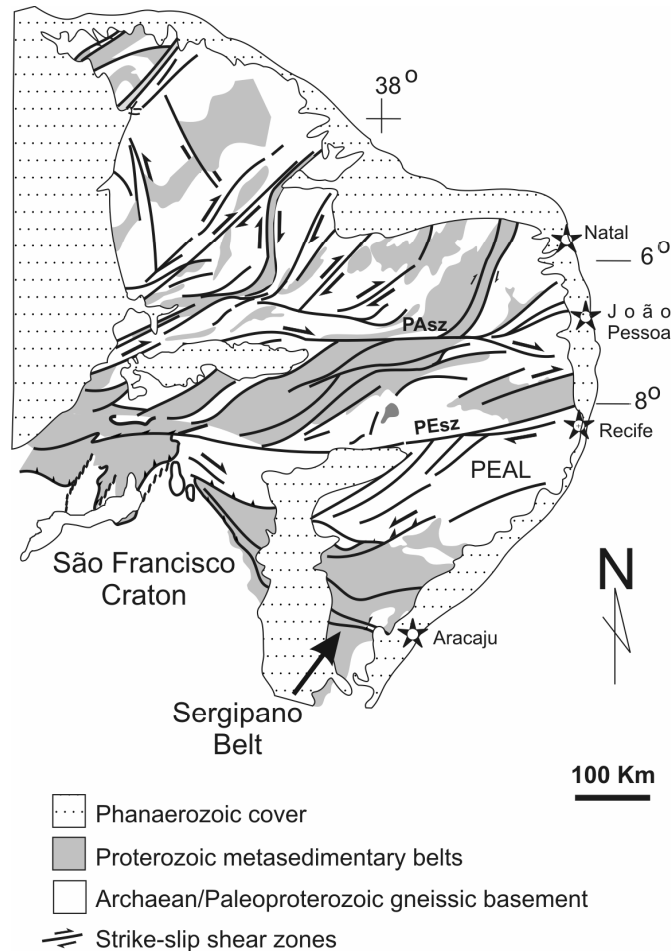 38°
Natal
6°
João
Pessoa
PAsz
8°
PEsz
Recife
PEAL
São Francisco
Craton
N
Aracaju
Sergipano
Belt
100 Km
Phanaerozoic cover
Proterozoic metasedimentary belts
Archaean/Paleoproterozoic gneissic basement
Strike-slip shear zones